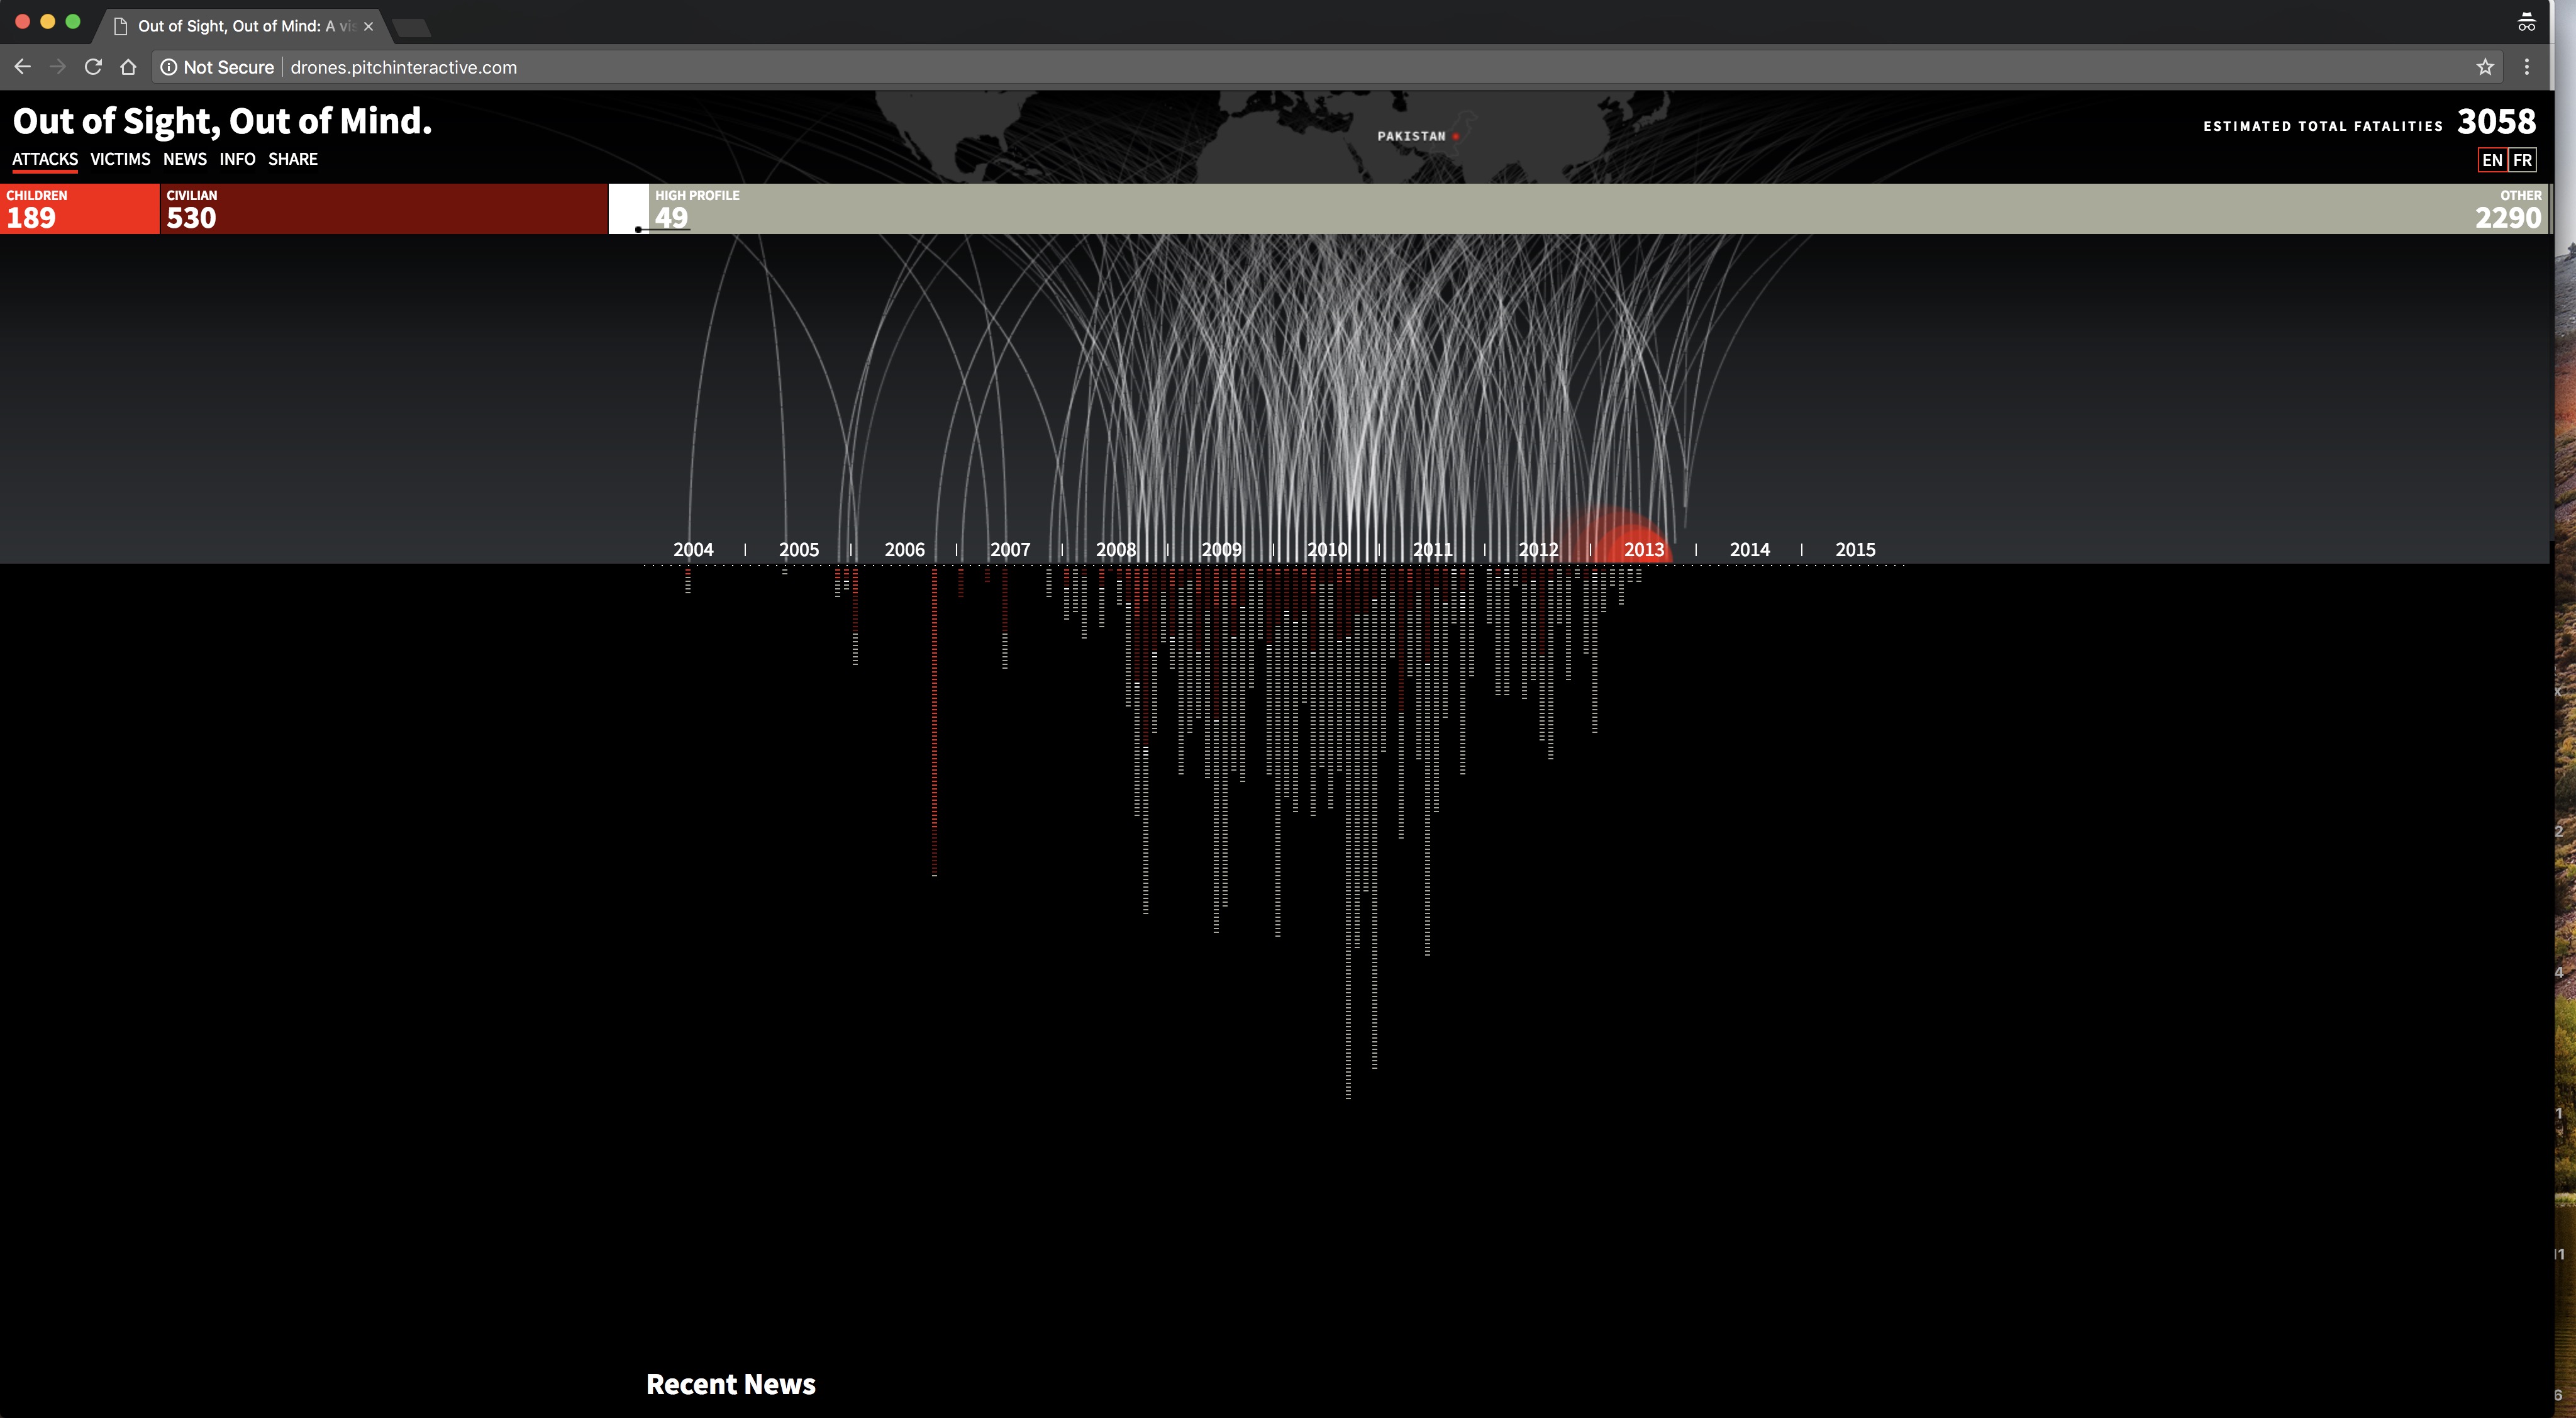 Out of Sight, Out of Mind: A vis
Not Secure drones.pitchinteractive.com
Out of Sight, Out of Mind.
ATTACKS VICTIMS NEWS INFO SHARE
PAKISTAN
ESTIMATED TOTAL FATALITIES 3058
EN FR
CHILDREN
189
CIVILIAN
530
HIGH PROFILE
49
OTHER
2290
2004 2005 2006 2007 2008 2009 2010 2011 2012 2013 2014 2015
Recent News